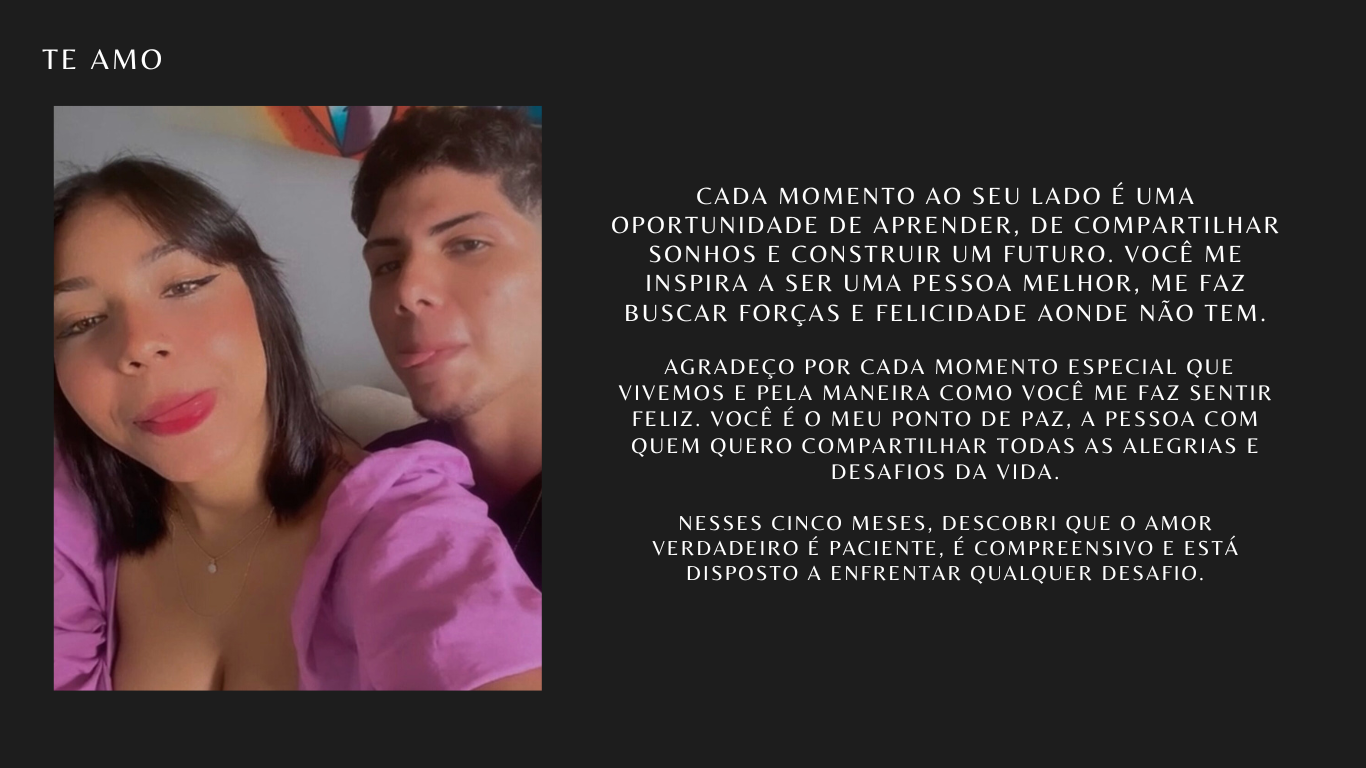 TE AMO
CADA MOMENTO AO SEU LADO É UMA
OPORTUNIDADE DE APRENDER, DE COMPARTILHAR
SONHOS E CONSTRUIR UM FUTURO. VOCÊ ME
INSPIRA A SER UMA PESSOA MELHOR, ME FAZ
BUSCAR FORÇAS E FELICIDADE AONDE NÃO TEM.
AGRADEÇO POR CADA MOMENTO ESPECIAL QUE
VIVEMOS E PELA MANEIRA COMO VOCÊ ME FAZ SENTIR
FELIZ. VOCÊ É O MEU PONTO DE PAZ, A PESSOA COM
QUEM QUERO COMPARTILHAR TODAS AS ALEGRIAS E
DESAFIOS DA VIDA.
NESSES CINCO MESES, DESCOBRI QUE O AMOR
VERDADEIRO É PACIENTE, É COMPREENSIVO E ESTÁ
DISPOSTO A ENFRENTAR QUALQUER DESAFIO.